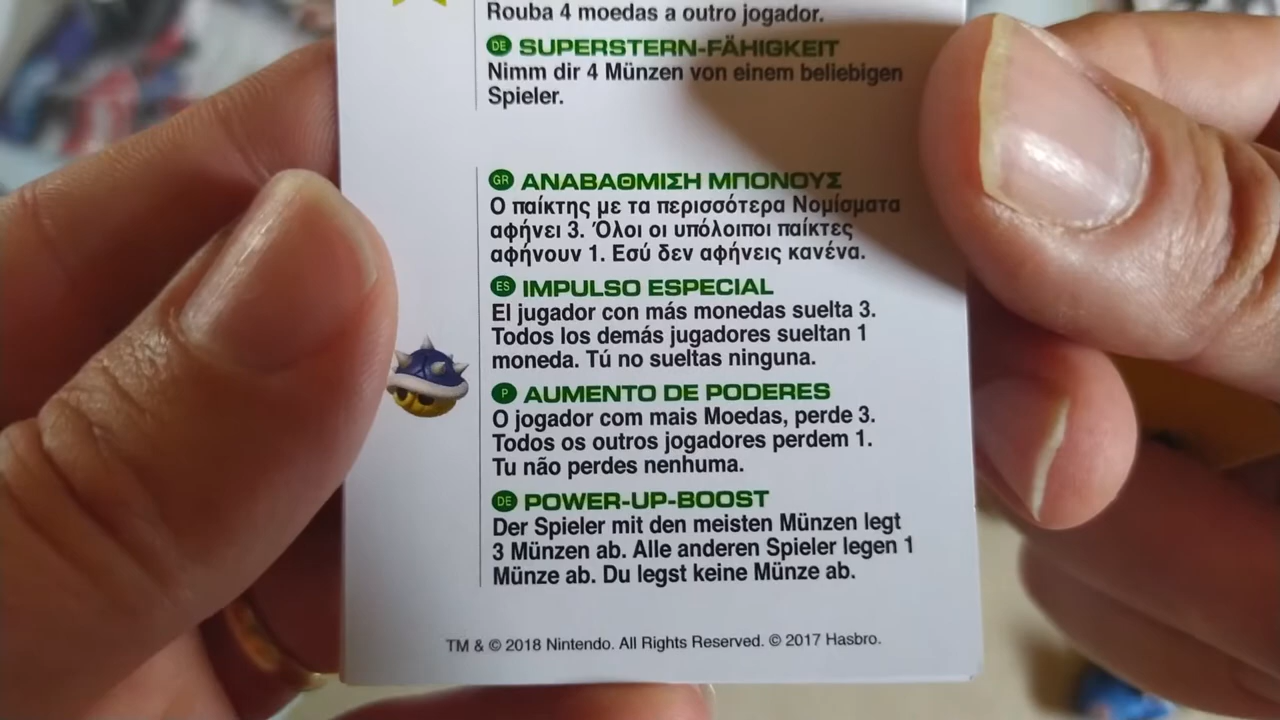 Rouba 4 moedas a outro jogador.
DE SUPERSTERN-FÄHIGKEIT
Nimm dir 4 Münzen von einem beliebigen
Spieler.
GR ΑΝΑΒΑΘΜΙΣΗ ΜΠΟΝΟΥΣ
Ο παίκτης με τα περισσότερα Νομίσματα
αφήνει 3. Όλοι οι υπόλοιποι παίκτες
αφήνουν 1. Εσύ δεν αφήνεις κανένα.
ES IMPULSO ESPECIAL
El jugador con más monedas suelta 3.
Todos los demás jugadores sueltan 1
moneda. Tú no sueltas ninguna.
P AUMENTO DE PODERES
O jogador com mais Moedas, perde 3.
Todos os outros jogadores perdem 1.
Tu não perdes nenhuma.
DE POWER-UP-BOOST
Der Spieler mit den meisten Münzen legt
3 Münzen ab. Alle anderen Spieler legen 1
Münze ab. Du legst keine Münze ab.
TM & © 2018 Nintendo. All Rights Reserved. © 2017 Hasbro.